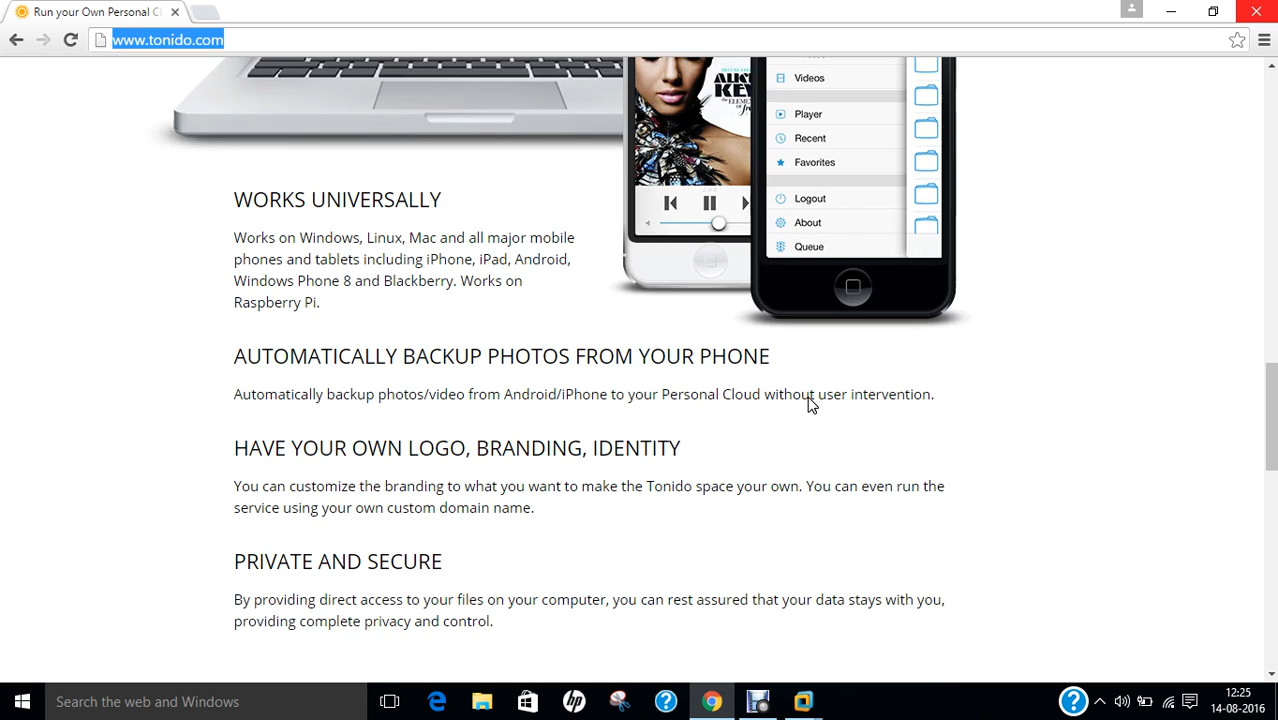 Run your Own Personal C
www.tonido.com
ALICIA
KEY
Videos
Player
Recent
Favorites
Logout
About
Queue
WORKS UNIVERSALLY
Works on Windows, Linux, Mac and all major mobile
phones and tablets including iPhone, iPad, Android,
Windows Phone 8 and Blackberry. Works on
Raspberry Pi.
AUTOMATICALLY BACKUP PHOTOS FROM YOUR PHONE
Automatically backup photos/video from Android/iPhone to your Personal Cloud without user intervention.
HAVE YOUR OWN LOGO, BRANDING, IDENTITY
You can customize the branding to what you want to make the Tonido space your own. You can even run the
service using your own custom domain name.
PRIVATE AND SECURE
By providing direct access to your files on your computer, you can rest assured that your data stays with you,
providing complete privacy and control.
Search the web and Windows
hp
12:25
14-08-2016